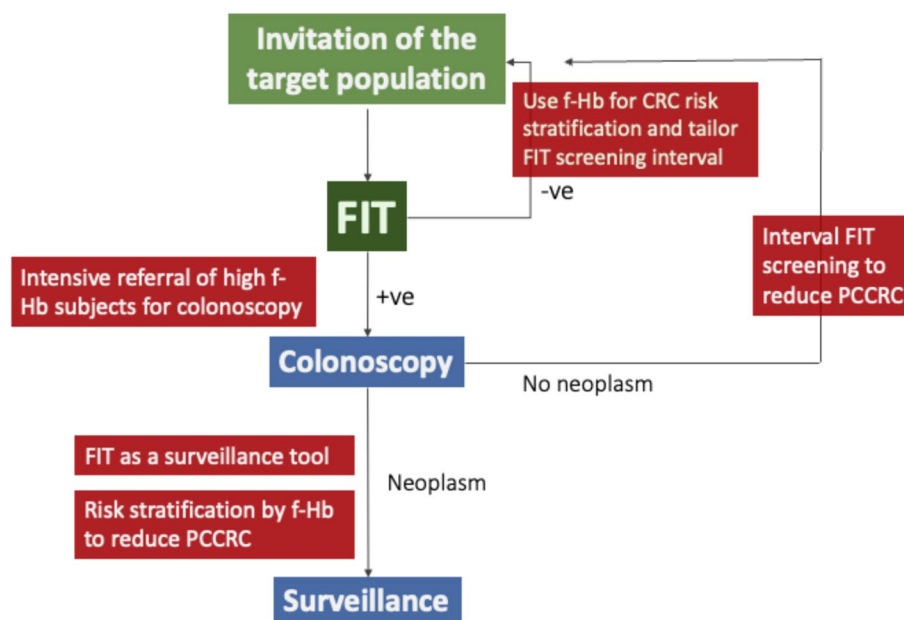 Invitation of the
target population
Use f-Hb for CRC risk
stratification and tailor
FIT screening interval
-ve
FIT
Interval FIT
screening to
reduce PCCRC
Intensive referral of high f-
Hb subjects for colonoscopy
+ve
Colonoscopy
No neoplasm
FIT as a surveillance tool
Neoplasm
Risk stratification by f-Hb
to reduce PCCRC
Surveillance